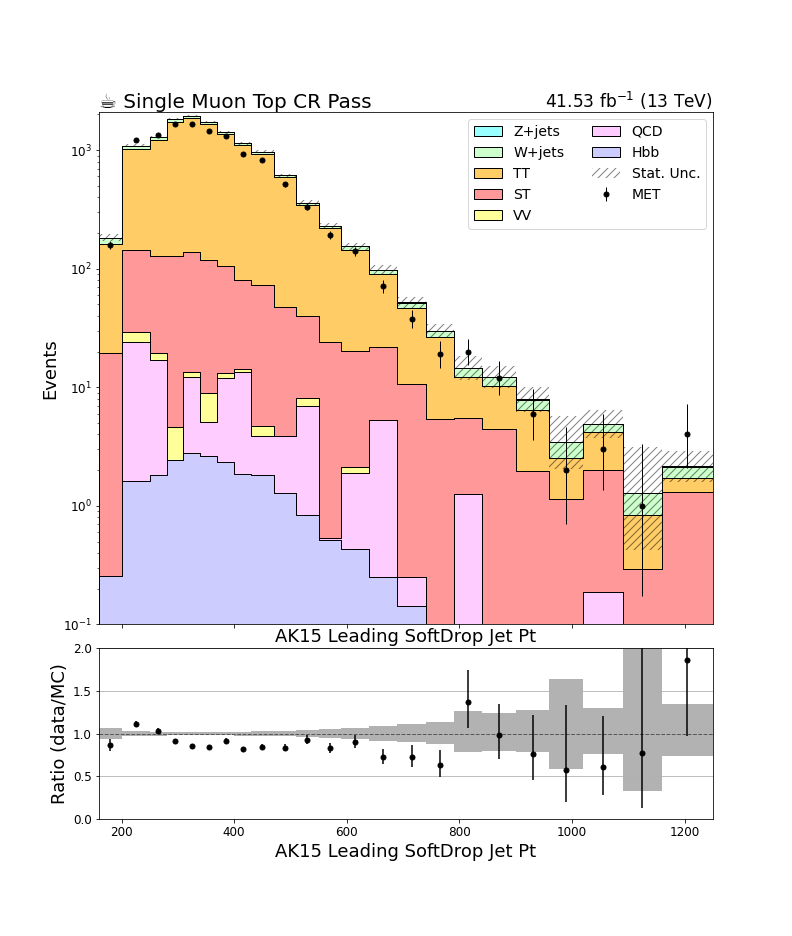 ☕ Single Muon Top CR Pass
41.53 fb⁻¹ (13 TeV)
Z+jets
W+jets
TT
ST
VV
QCD
Hbb
Stat. Unc.
MET
Events
10³
10²
10¹
10⁰
10⁻¹
AK15 Leading SoftDrop Jet Pt
Ratio (data/MC)
2.0
1.5
1.0
0.5
0.0
200 400 600 800 1000 1200
AK15 Leading SoftDrop Jet Pt